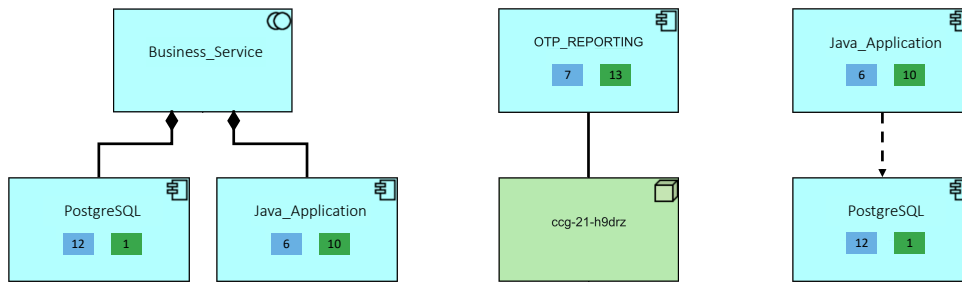 Business_Service
PostgreSQL
12 1
Java_Application
6 10
OTP_REPORTING
7 13
ccg-21-h9drz
Java_Application
6 10
PostgreSQL
12 1